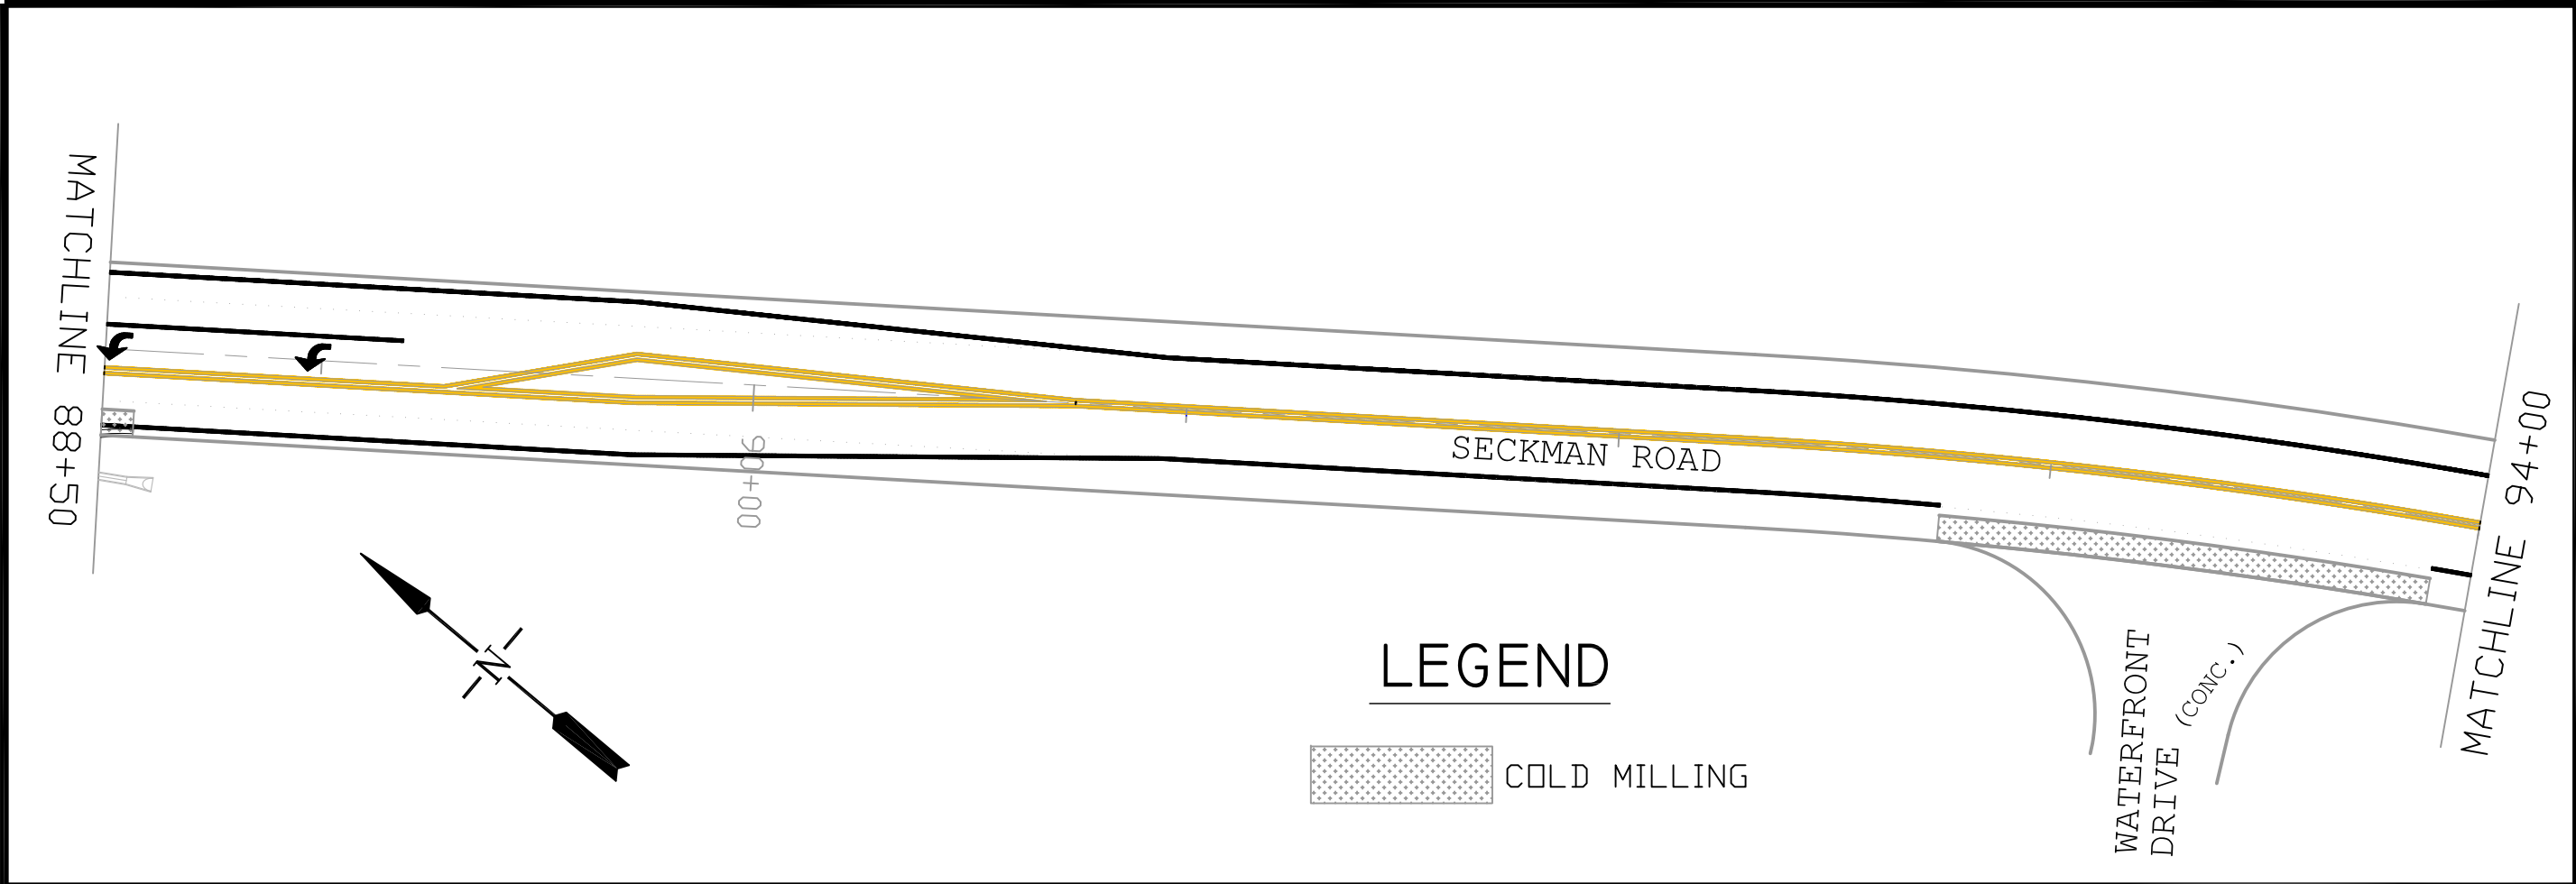 MATCHLINE 88+50
90+00
SECKMAN ROAD
MATCHLINE 94+00
N
LEGEND
COLD MILLING
WATERFRONT
DRIVE (CONC.)